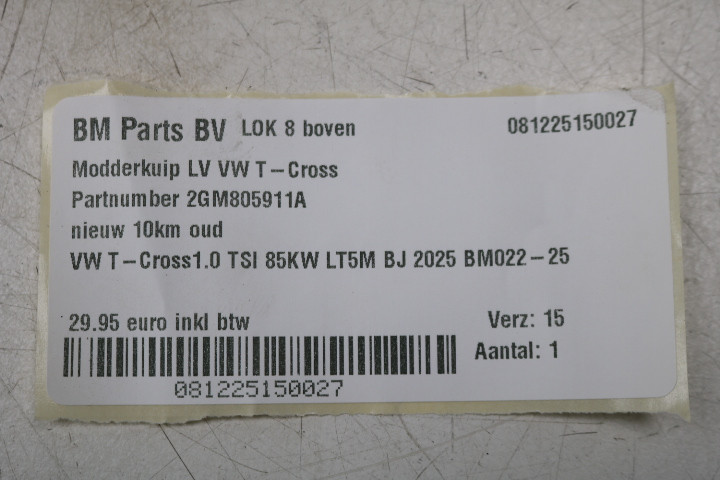 BM Parts BV LOK 8 boven 081225150027
Modderkuip LV VW T-Cross
Partnumber 2GM805911A
nieuw 10km oud
VW T-Cross1.0 TSI 85KW LT5M BJ 2025 BM022-25
29.95 euro inkl btw Verz: 15
Aantal: 1
081225150027